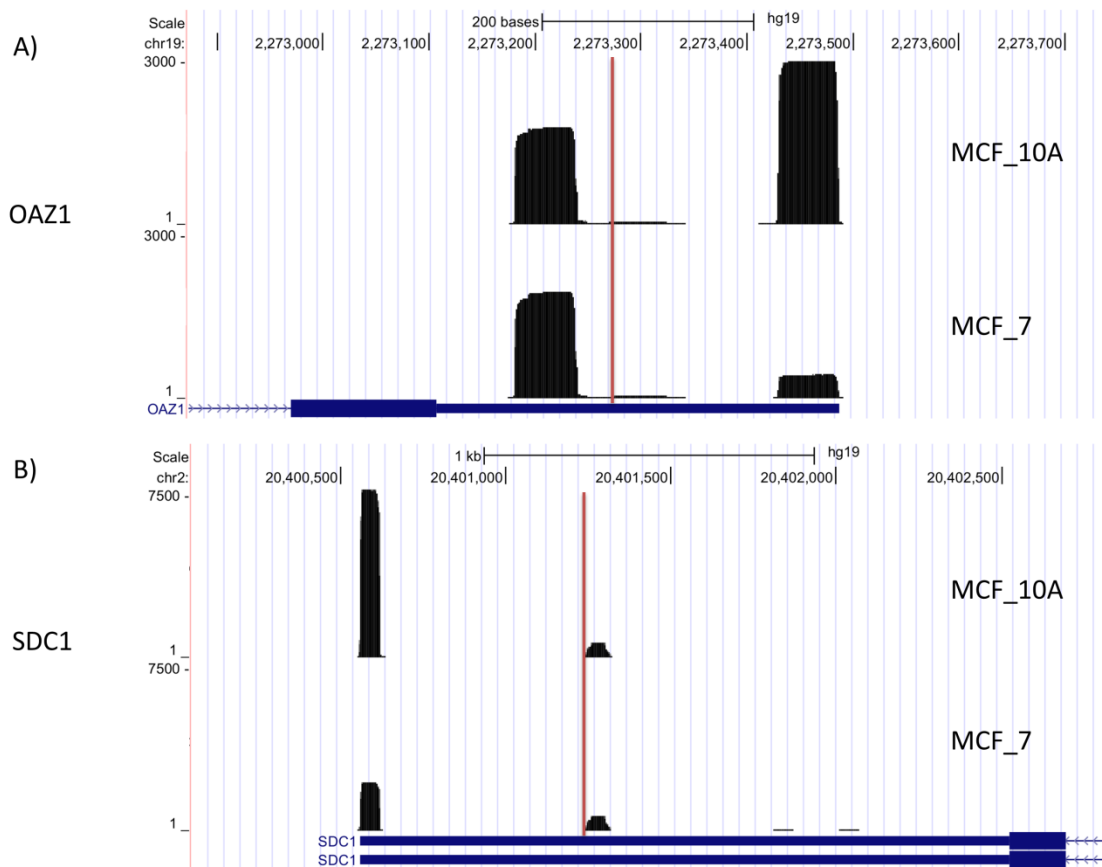 A)
Scale 200 bases hg19
chr19: 2,273,000 2,273,100 2,273,200 2,273,300 2,273,400 2,273,500 2,273,600 2,273,700
3000 -
MCF_10A
OAZ1
1 _
3000 -
MCF_7
1 _
OAZ1
B)
Scale 1 kb hg19
chr2: 20,400,500 20,401,000 20,401,500 20,402,000 20,402,500
7500 -
MCF_10A
SDC1
1 _
7500 -
MCF_7
1 _
SDC1
SDC1